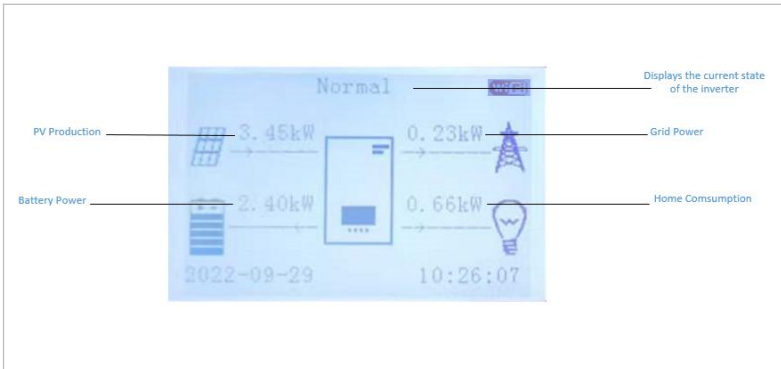 Normal
WiFi
Displays the current state
of the inverter
PV Production
3.45kW
0.23kW
Grid Power
Battery Power
2.40kW
0.66kW
Home Comsumption
2022-09-29
10:26:07